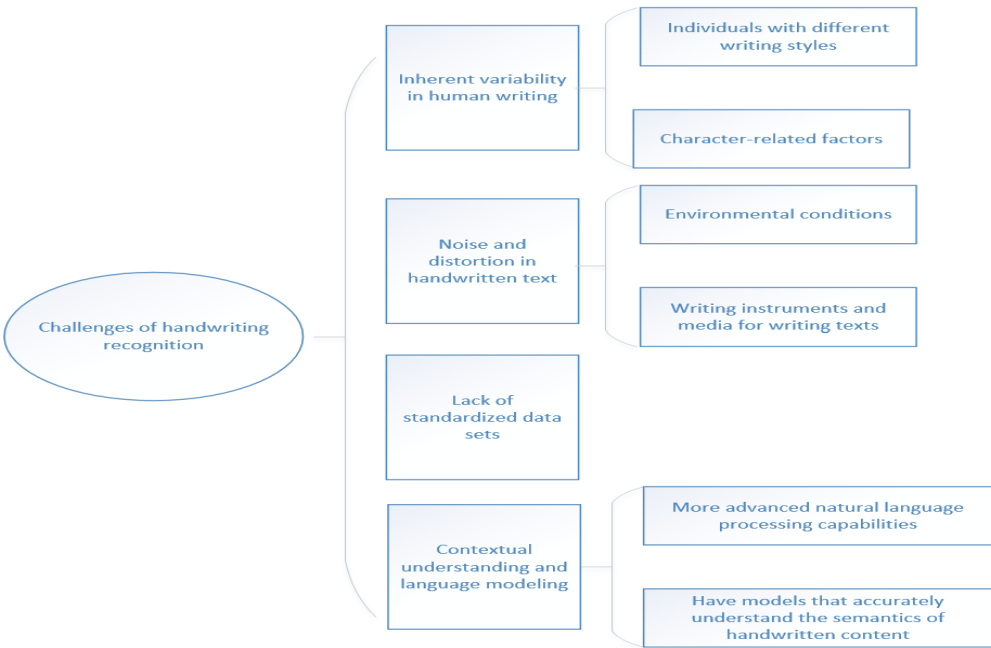 Challenges of handwriting
recognition
Inherent variability
in human writing
Individuals with different
writing styles
Character-related factors
Noise and
distortion in
handwritten text
Environmental conditions
Writing instruments and
media for writing texts
Lack of
standardized data
sets
Contextual
understanding and
language modeling
More advanced natural language
processing capabilities
Have models that accurately
understand the semantics of
handwritten content